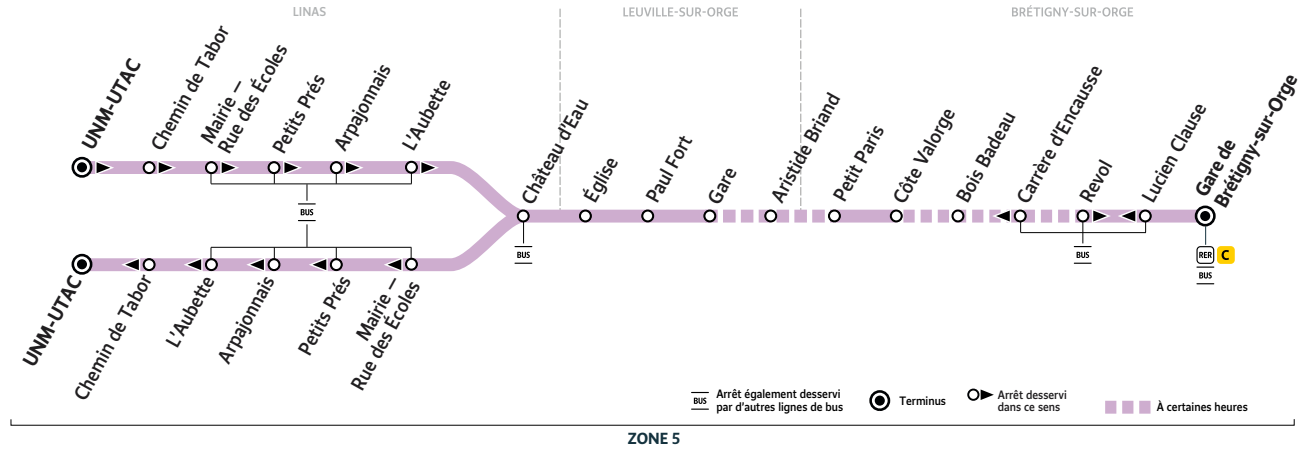 LINAS
LEUVILLE-SUR-ORGE
BRÉTIGNY-SUR-ORGE
UNM-UTAC
Chemin de Tabor
Mairie –
Rue des Écoles
Petits Prés
Arpajonnais
L'Aubette
Château d'Eau
Église
Paul Fort
Gare
Aristide Briand
Petit Paris
Côte Valorge
Bois Badeau
Carrère d'Encausse
Revol
Lucien Clause
Gare de
Brétigny-sur-Orge
BUS
BUS
BUS
RER C
BUS
UNM-UTAC
Chemin de Tabor
L'Aubette
Arpajonnais
Petits Prés
Mairie –
Rue des Écoles
BUS
Arrêt également desservi
par d'autres lignes de bus
Terminus
Arrêt desservi
dans ce sens
À certaines heures
ZONE 5